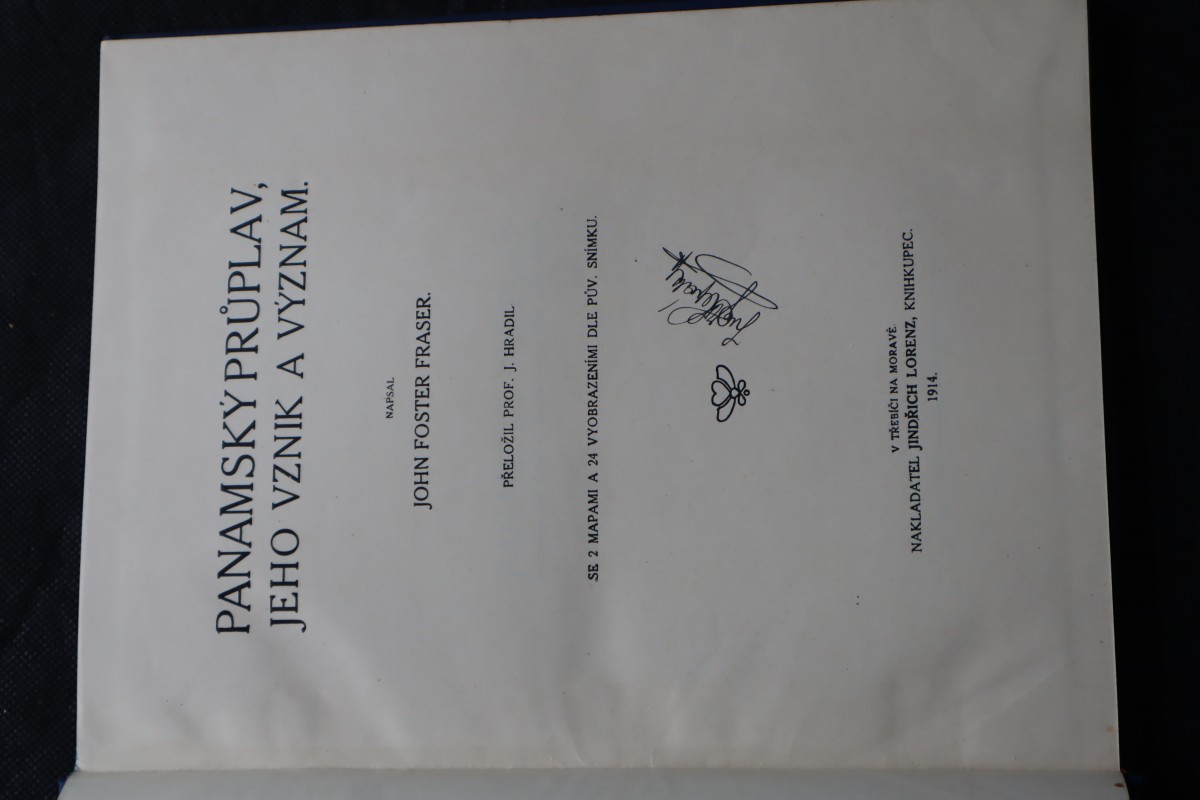 PANAMSKÝ PRŮPLAV,
JEHO VZNIK A VÝZNAM.
NAPSAL
JOHN FOSTER FRASER.
PŘELOŽIL PROF. J. HRADIL
SE 2 MAPAMI A 24 VYOBRAZENÍMI DLE PŮV. SNÍMKU.
V TŘEBÍČI NA MORAVĚ
NAKLADATEL JINDŘICH LORENZ, KNIHKUPEC.
1914.